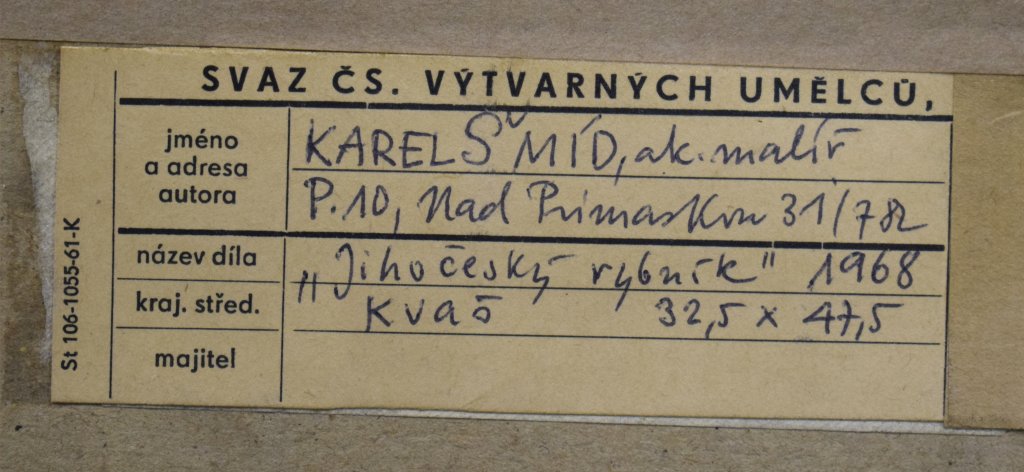 SVAZ ČS. VÝTVARNÝCH UMĚLCŮ,
jméno
a adresa
autora
KAREL ŠMÍD, ak. malíř
P.10, Nad Primaskou 31/782
název díla
„Jihočeský rybník" 1968
kraj. střed.
Kvaš 32,5 x 47,5
majitel
St 106-1055-61-K